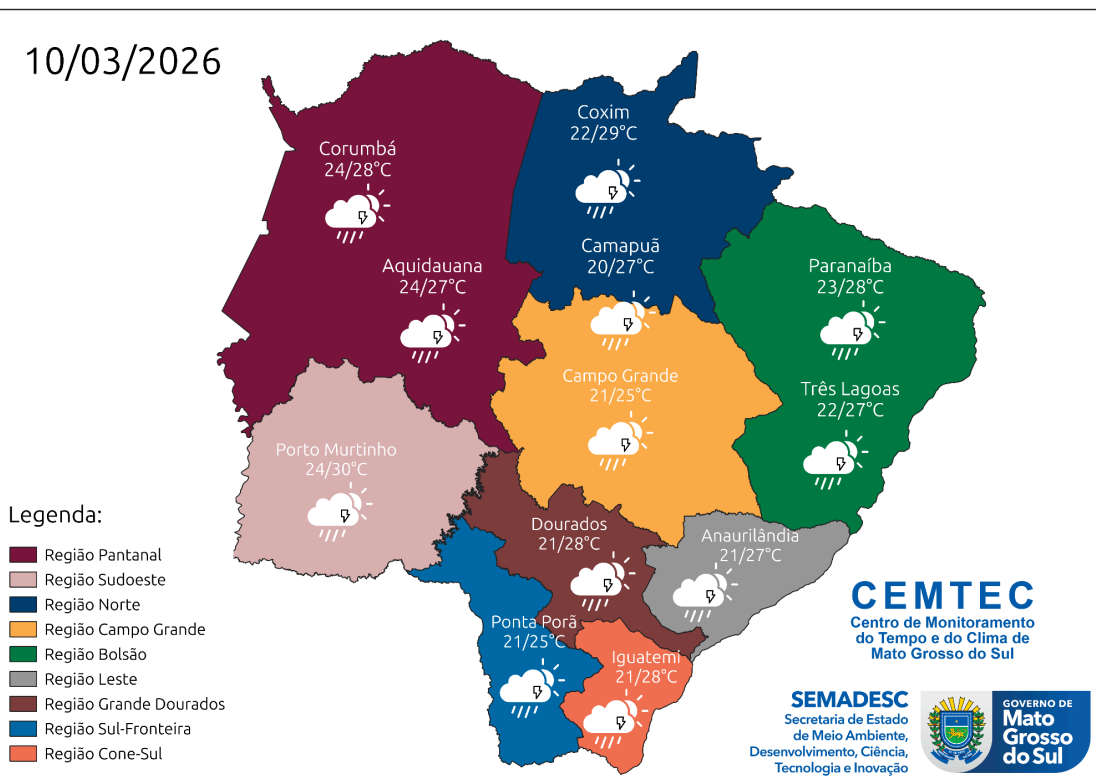 10/03/2026
Coxim
22/29°C
Corumbá
24/28°C
Camapuã
20/27°C
Aquidauana
24/27°C
Paranaíba
23/28°C
Campo Grande
21/25°C
Três Lagoas
22/27°C
Porto Murtinho
24/30°C
Dourados
21/28°C
Anaurilândia
21/27°C
Ponta Porã
21/25°C
Iguatemi
21/28°C
Legenda:
Região Pantanal
Região Sudoeste
Região Norte
Região Campo Grande
Região Bolsão
Região Leste
Região Grande Dourados
Região Sul-Fronteira
Região Cone-Sul
CEMTEC
Centro de Monitoramento
do Tempo e do Clima de
Mato Grosso do Sul
SEMADESC
Secretaria de Estado
de Meio Ambiente,
Desenvolvimento, Ciência,
Tecnologia e Inovação
GOVERNO DE
Mato
Grosso
do Sul